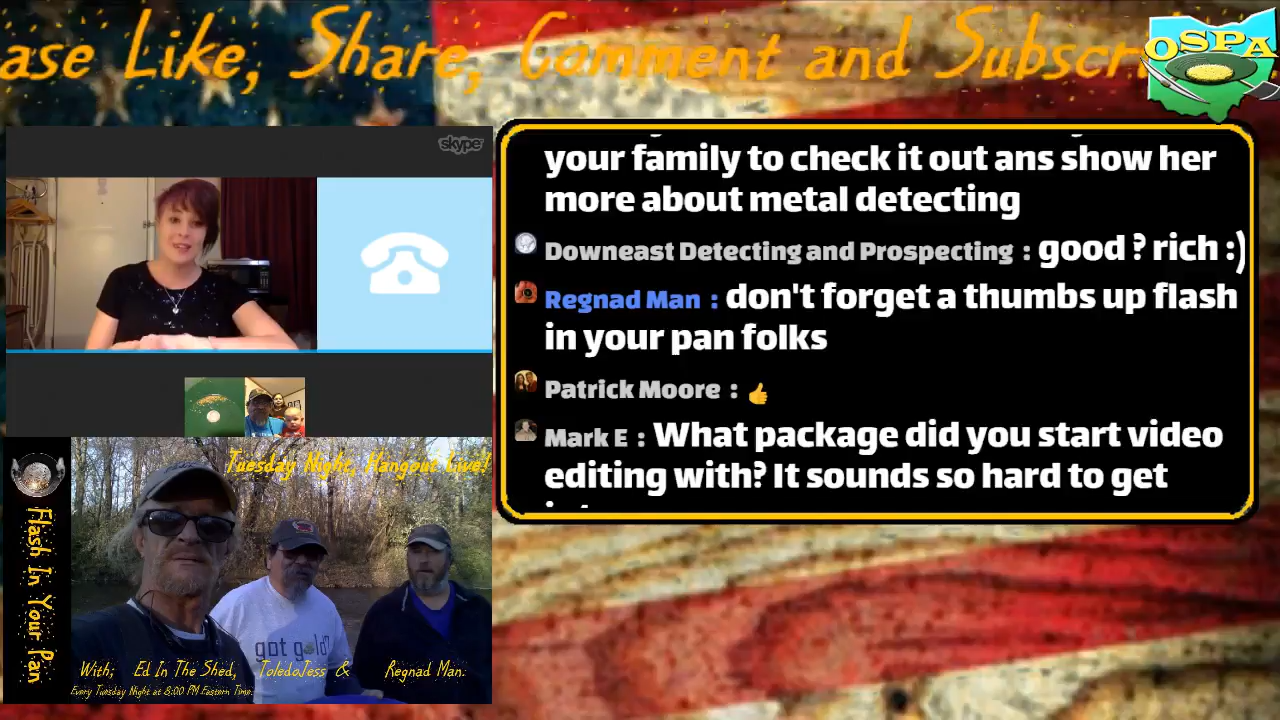 ase Like, Share, Comment and Subscr
OSPA
skype
your family to check it out ans show her
more about metal detecting
Downeast Detecting and Prospecting : good ? rich :)
Regnad Man : don't forget a thumbs up flash
in your pan folks
Patrick Moore : 👍
Mark E : What package did you start video
editing with? It sounds so hard to get
Tuesday Night, Hangout Live!
Flash In Your Pan
got gold?
With; Ed In The Shed, ToledoJess & Regnad Man.
Every Tuesday Night at 8:00 PM Eastern Time.